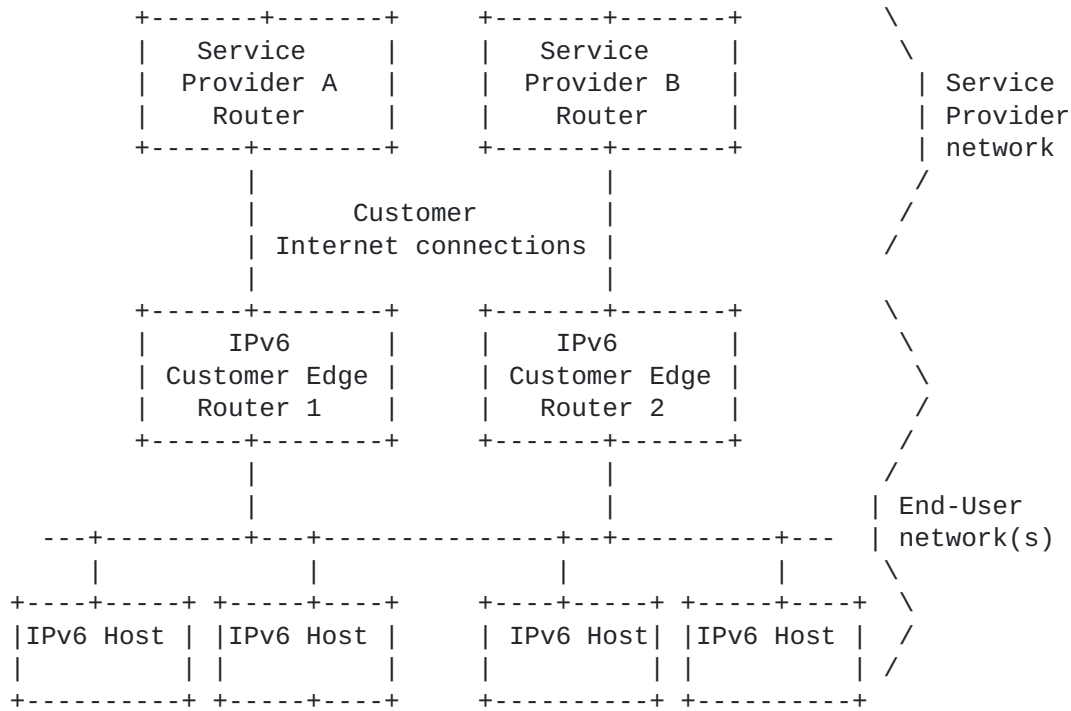 Service Service
Provider A Provider B Service
Router Router Provider
network
Customer
Internet connections
IPv6 IPv6
Customer Edge Customer Edge
Router 1 Router 2
End-User
network(s)
IPv6 Host IPv6 Host IPv6 Host IPv6 Host